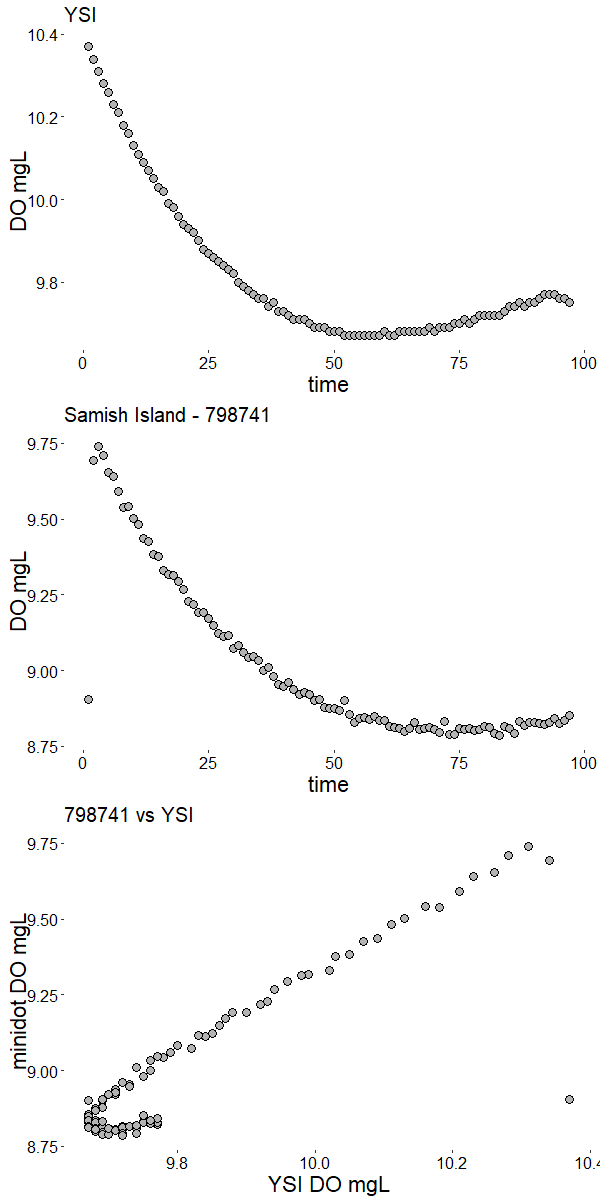 YSI
10.4
10.2
10.0
9.8
DO mgL
0 25 50 75 100
time
Samish Island - 798741
9.75
9.50
9.25
9.00
8.75
DO mgL
0 25 50 75 100
time
798741 vs YSI
9.75
9.50
9.25
9.00
8.75
minidot DO mgL
9.8 10.0 10.2 10.4
YSI DO mgL